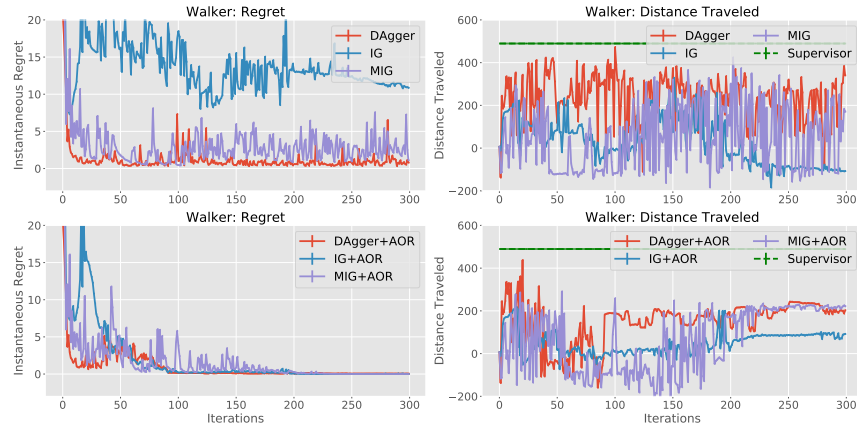 Walker: Regret
Instantaneous Regret
20
15
10
5
0
0 50 100 150 200 250 300
DAgger
IG
MIG
Walker: Distance Traveled
Distance Traveled
600
400
200
0
−200
0 50 100 150 200 250 300
DAgger
IG
MIG
Supervisor
Walker: Regret
Instantaneous Regret
20
15
10
5
0
0 50 100 150 200 250 300
Iterations
DAgger+AOR
IG+AOR
MIG+AOR
Walker: Distance Traveled
Distance Traveled
600
400
200
0
−200
0 50 100 150 200 250 300
Iterations
DAgger+AOR
IG+AOR
MIG+AOR
Supervisor